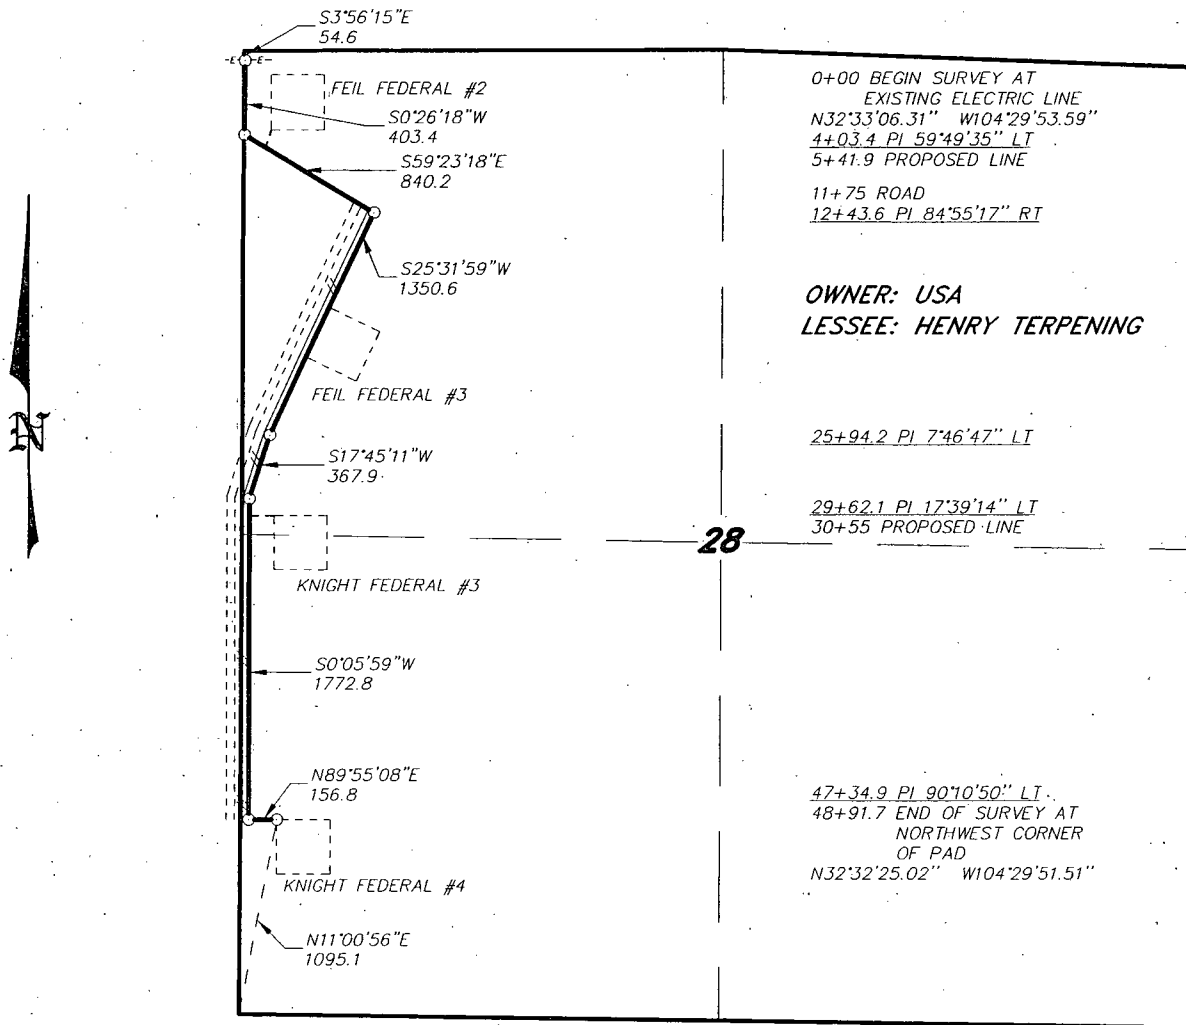 S3°56'15"E
54.6
-E- E-
FEIL FEDERAL #2
S0°26'18"W
403.4
S59°23'18"E
840.2
S25°31'59"W
1350.6
FEIL FEDERAL #3
S17°45'11"W
367.9
KNIGHT FEDERAL #3
S0°05'59"W
1772.8
N89°55'08"E
156.8
KNIGHT FEDERAL #4
N11°00'56"E
1095.1
N
28
0+00 BEGIN SURVEY AT
EXISTING ELECTRIC LINE
N32°33'06.31" W104°29'53.59"
4+03.4 PI 59°49'35" LT
5+41.9 PROPOSED LINE
11+75 ROAD
12+43.6 PI 84°55'17" RT
OWNER: USA
LESSEE: HENRY TERPENING
25+94.2 PI 7°46'47" LT
29+62.1 PI 17°39'14" LT
30+55 PROPOSED LINE
47+34.9 PI 90°10'50" LT
48+91.7 END OF SURVEY AT
NORTHWEST CORNER
OF PAD
N32°32'25.02" W104°29'51.51"